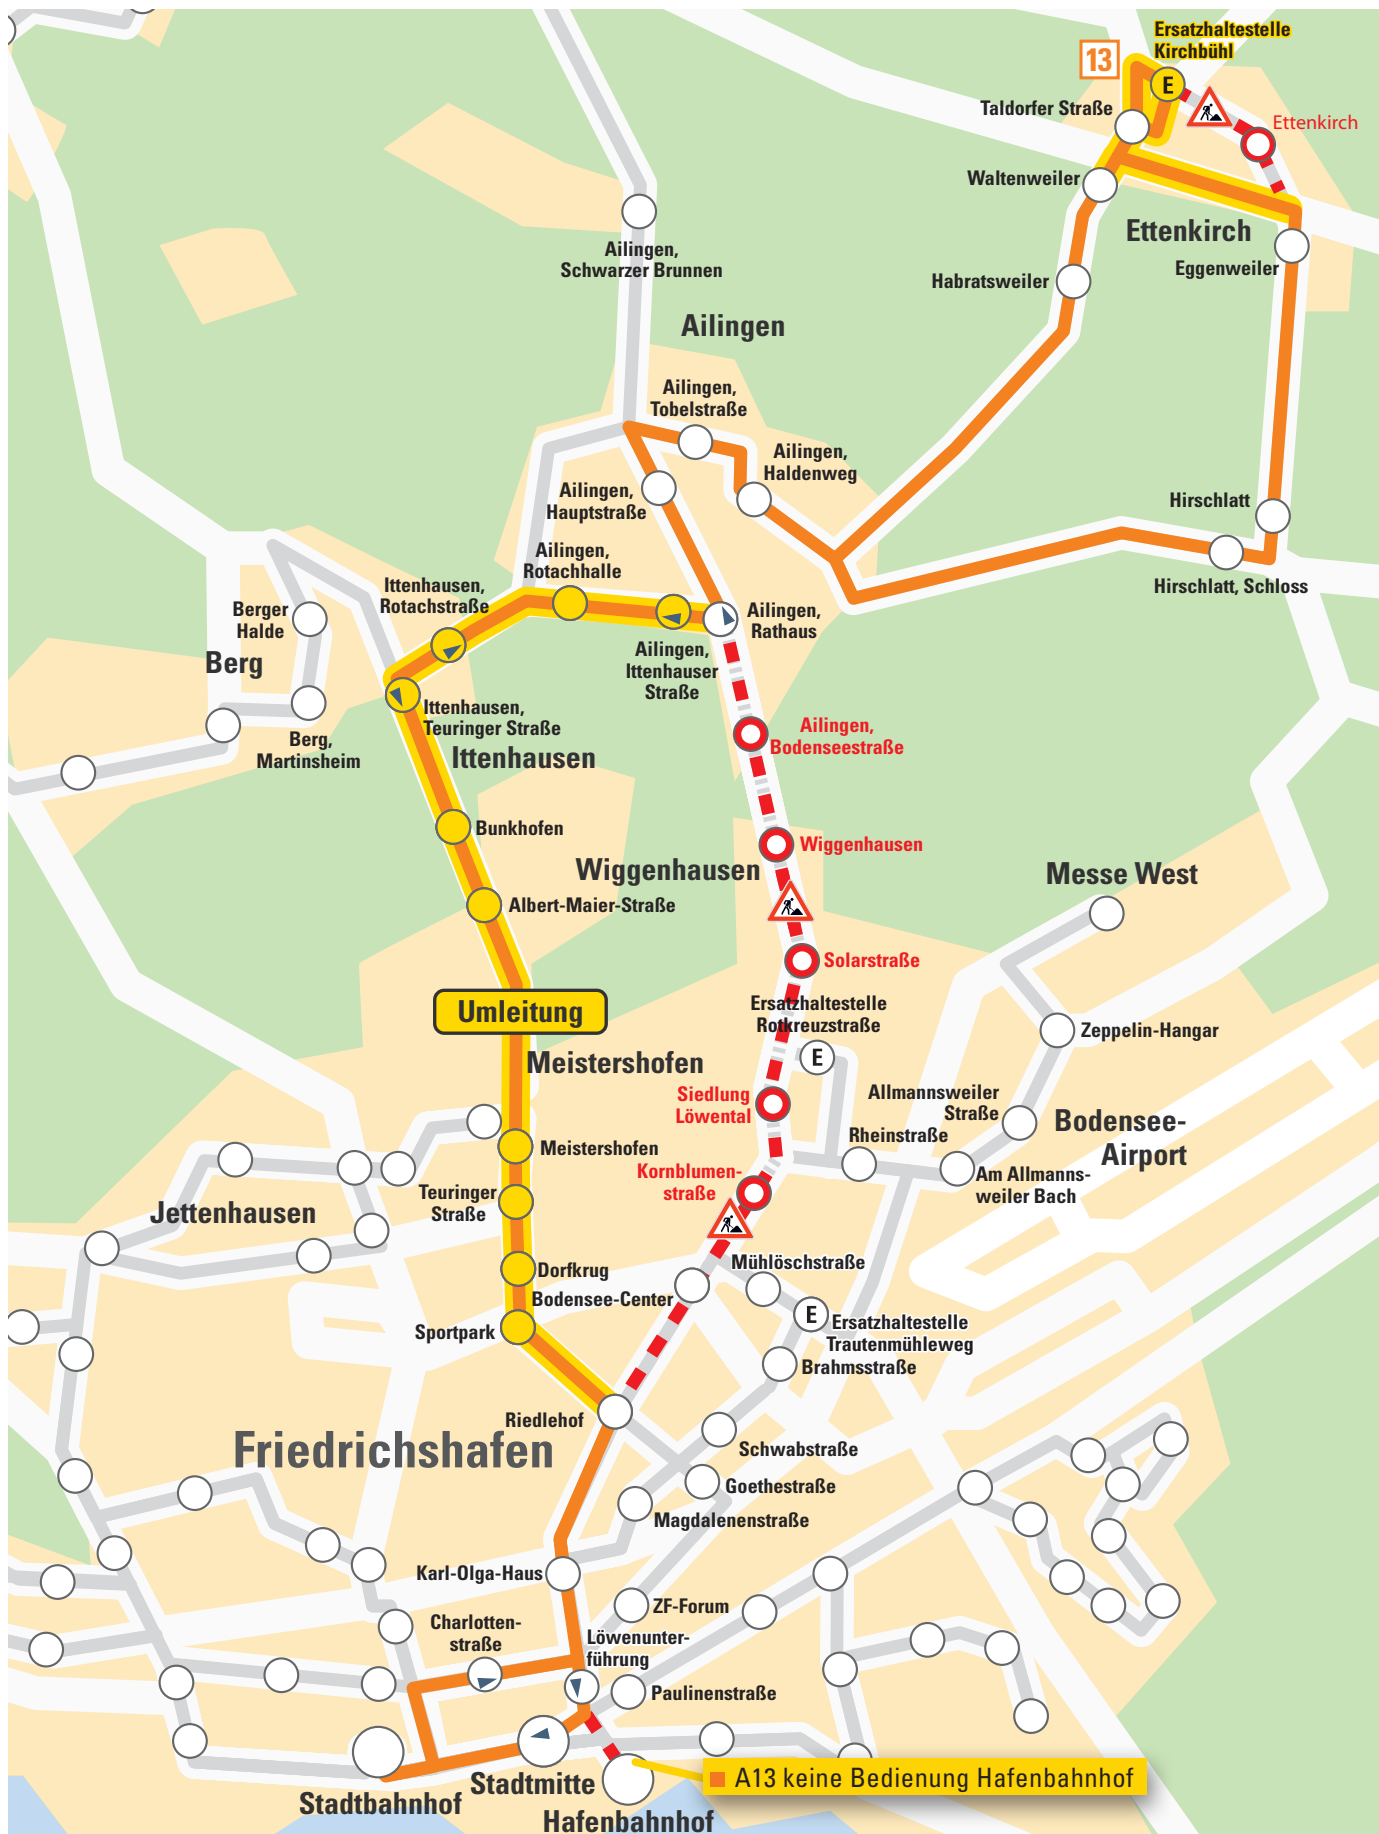 Ersatzhaltestelle
Kirchbühl
13
E
Taldorfer Straße
Ettenkirch
Waltenweiler
Ettenkirch
Eggenweiler
Ailingen,
Schwarzer Brunnen
Habratsweiler
Ailingen
Ailingen,
Tobelstraße
Ailingen,
Haldenweg
Ailingen,
Hauptstraße
Hirschlatt
Hirschlatt, Schloss
Ailingen,
Rotachhalle
Ittenhausen,
Rotachstraße
Berger
Halde
Berg
Ailingen,
Rathaus
Ailingen,
Ittenhauser
Straße
Ittenhausen,
Teuringer Straße
Berg,
Martinsheim
Ittenhausen
Ailingen,
Bodenseestraße
Bunkhofen
Wiggenhausen
Wiggenhausen
Messe West
Albert-Maier-Straße
Solarstraße
Umleitung
Ersatzhaltestelle
Rotkreuzstraße
E
Zeppelin-Hangar
Meistershofen
Siedlung
Löwental
Allmannsweiler
Straße
Bodensee-
Airport
Rheinstraße
Meistershofen
Kornblumen-
straße
Am Allmanns-
weiler Bach
Teuringer
Straße
Jettenhausen
Mühlöschstraße
Dorfkrug
Bodensee-Center
E
Ersatzhaltestelle
Trautenmühleweg
Sportpark
Brahmsstraße
Riedlehof
Friedrichshafen
Schwabstraße
Goethestraße
Magdalenenstraße
Karl-Olga-Haus
ZF-Forum
Charlotten-
straße
Löwenunter-
führung
Paulinenstraße
Stadtmitte
Stadtbahnhof
Hafenbahnhof
A13 keine Bedienung Hafenbahnhof